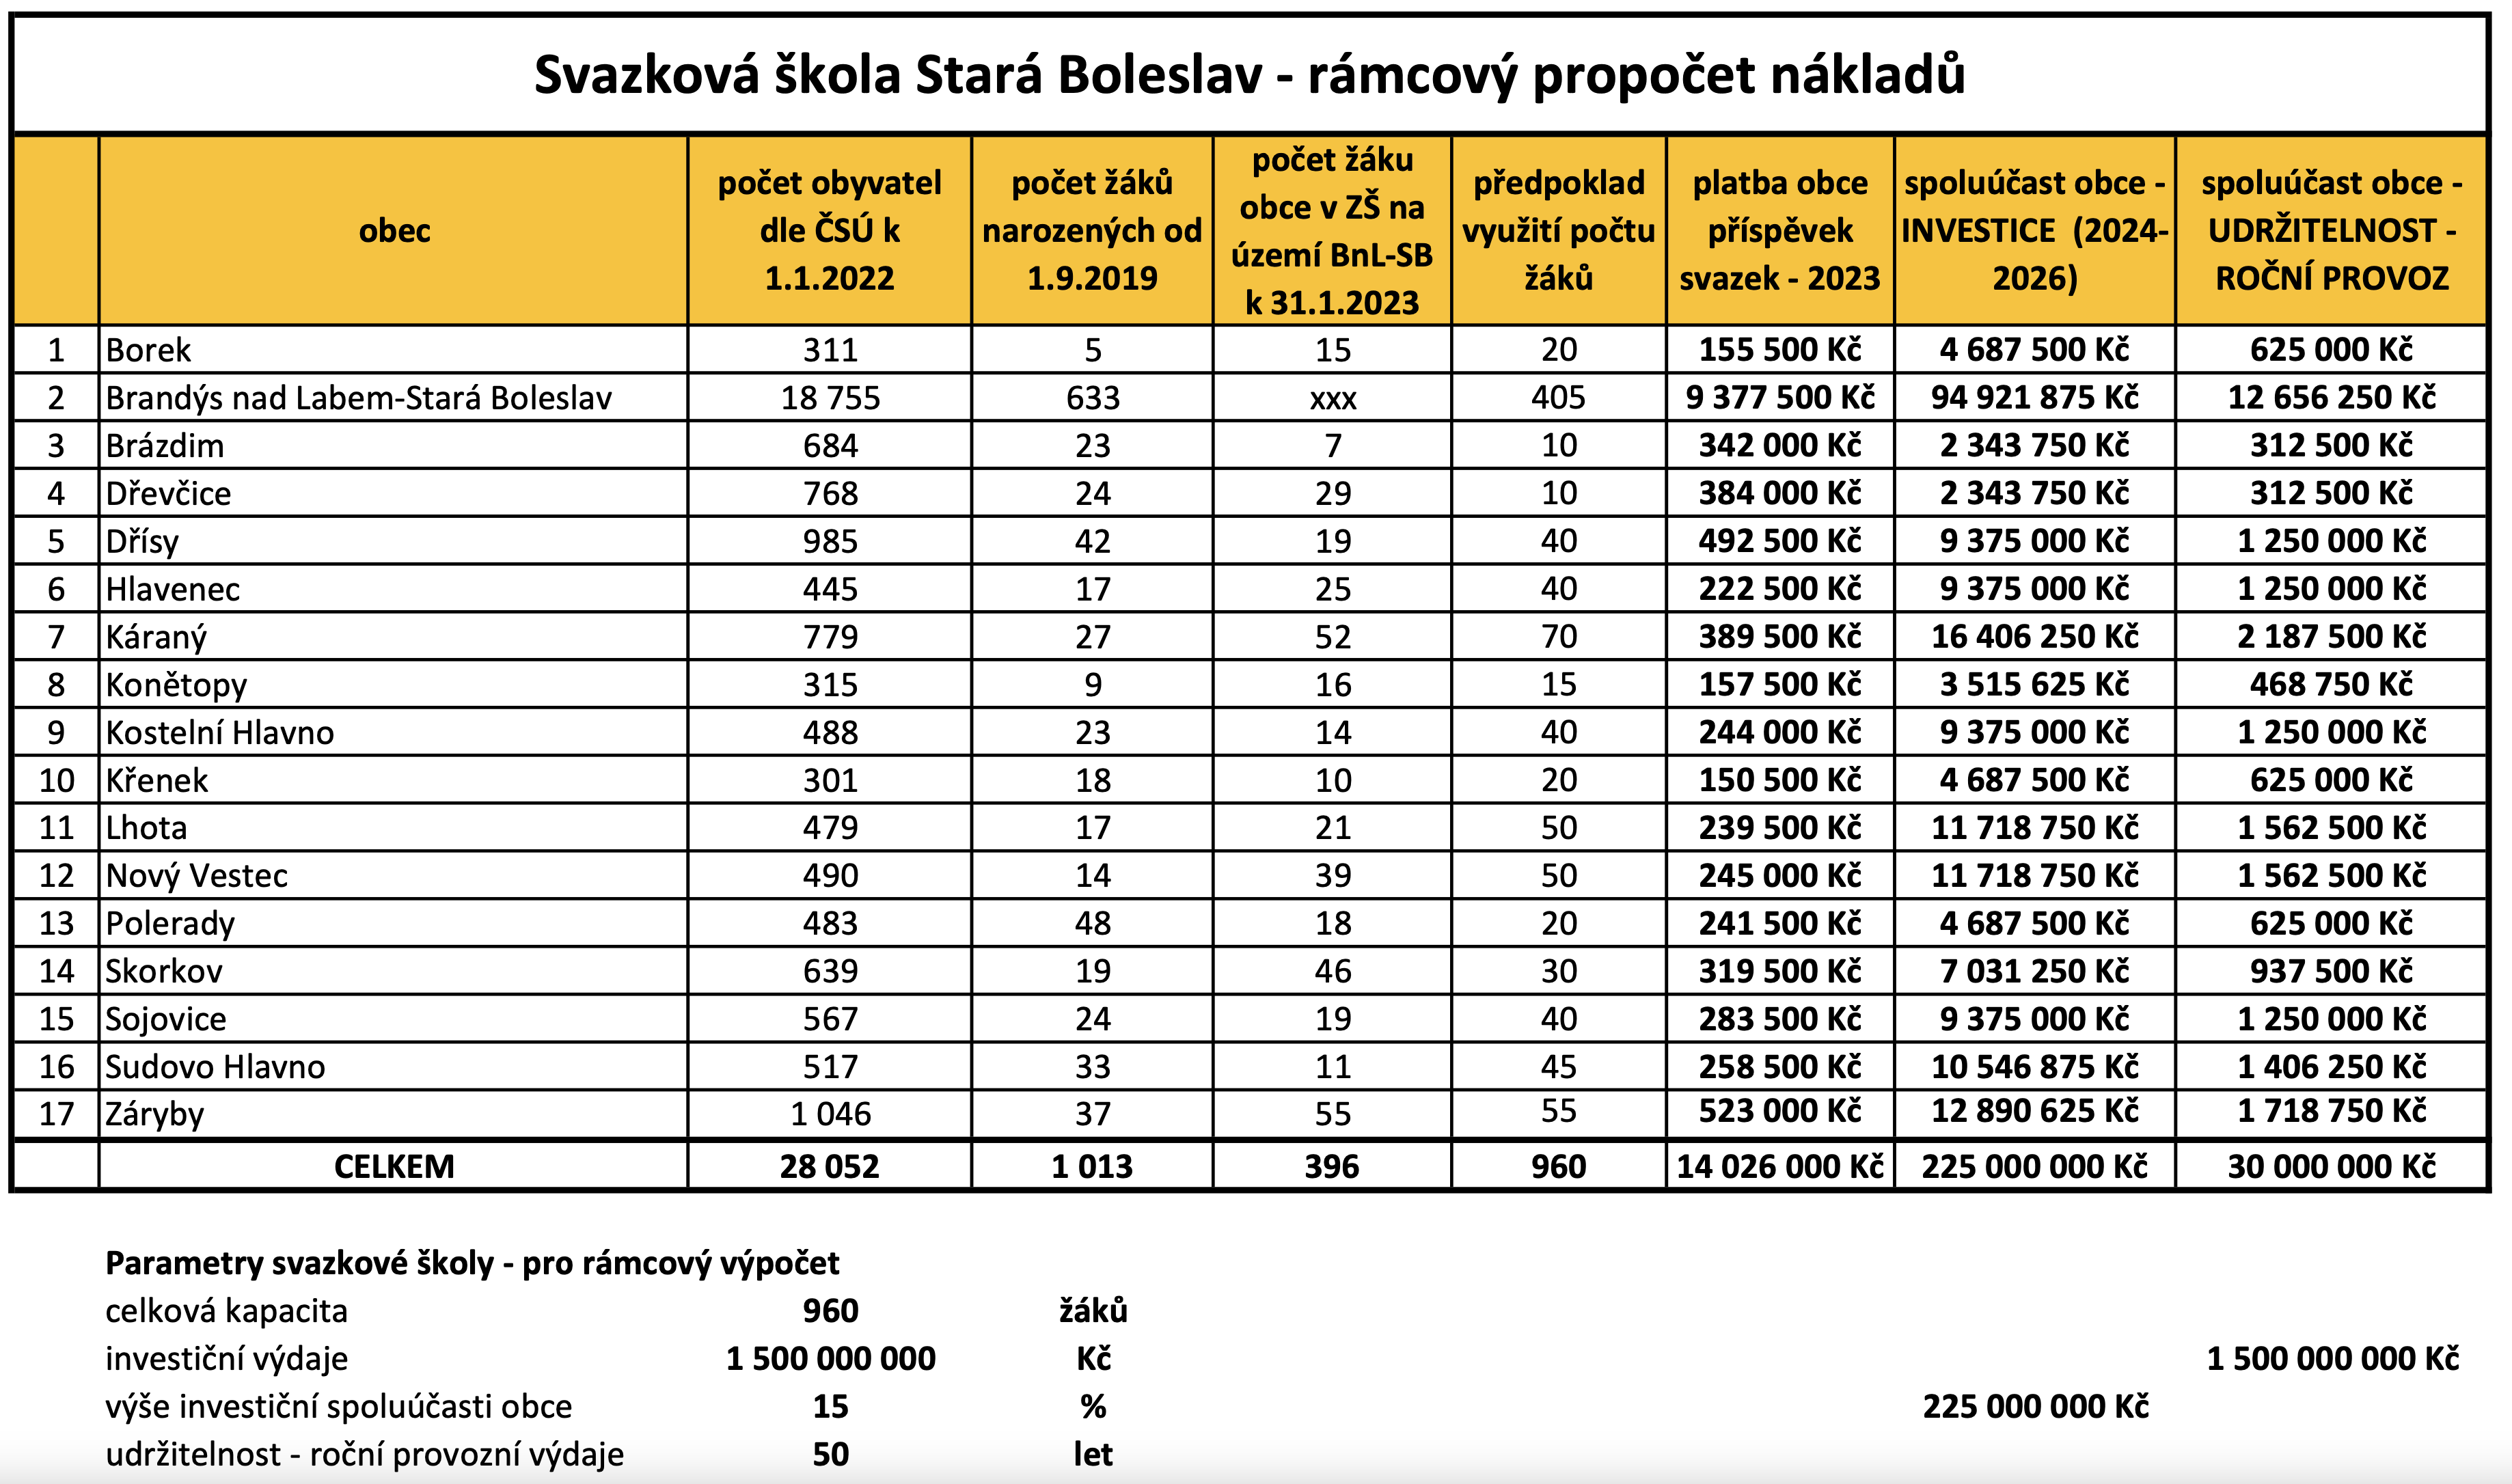 Svazková škola Stará Boleslav - rámcový propočet nákladů
obec
počet obyvatel
dle ČSÚ k
1.1.2022
počet žáků
narozených od
1.9.2019
počet žáku
obce v ZŠ na
území BnL-SB
k 31.1.2023
předpoklad
využití počtu
žáků
platba obce
příspěvek
svazek - 2023
spoluúčast obce -
INVESTICE (2024-
2026)
spoluúčast obce -
UDRŽITELNOST -
ROČNÍ PROVOZ
1 Borek 311 5 15 20 155 500 Kč 4 687 500 Kč 625 000 Kč
2 Brandýs nad Labem-Stará Boleslav 18 755 633 xxx 405 9 377 500 Kč 94 921 875 Kč 12 656 250 Kč
3 Brázdim 684 23 7 10 342 000 Kč 2 343 750 Kč 312 500 Kč
4 Dřevčice 768 24 29 10 384 000 Kč 2 343 750 Kč 312 500 Kč
5 Dřísy 985 42 19 40 492 500 Kč 9 375 000 Kč 1 250 000 Kč
6 Hlavenec 445 17 25 40 222 500 Kč 9 375 000 Kč 1 250 000 Kč
7 Káraný 779 27 52 70 389 500 Kč 16 406 250 Kč 2 187 500 Kč
8 Konětopy 315 9 16 15 157 500 Kč 3 515 625 Kč 468 750 Kč
9 Kostelní Hlavno 488 23 14 40 244 000 Kč 9 375 000 Kč 1 250 000 Kč
10 Křenek 301 18 10 20 150 500 Kč 4 687 500 Kč 625 000 Kč
11 Lhota 479 17 21 50 239 500 Kč 11 718 750 Kč 1 562 500 Kč
12 Nový Vestec 490 14 39 50 245 000 Kč 11 718 750 Kč 1 562 500 Kč
13 Polerady 483 48 18 20 241 500 Kč 4 687 500 Kč 625 000 Kč
14 Skorkov 639 19 46 30 319 500 Kč 7 031 250 Kč 937 500 Kč
15 Sojovice 567 24 19 40 283 500 Kč 9 375 000 Kč 1 250 000 Kč
16 Sudovo Hlavno 517 33 11 45 258 500 Kč 10 546 875 Kč 1 406 250 Kč
17 Záryby 1 046 37 55 55 523 000 Kč 12 890 625 Kč 1 718 750 Kč
CELKEM 28 052 1 013 396 960 14 026 000 Kč 225 000 000 Kč 30 000 000 Kč
Parametry svazkové školy - pro rámcový výpočet
celková kapacita 960 žáků
investiční výdaje 1 500 000 000 Kč 1 500 000 000 Kč
výše investiční spoluúčasti obce 15 % 225 000 000 Kč
udržitelnost - roční provozní výdaje 50 let